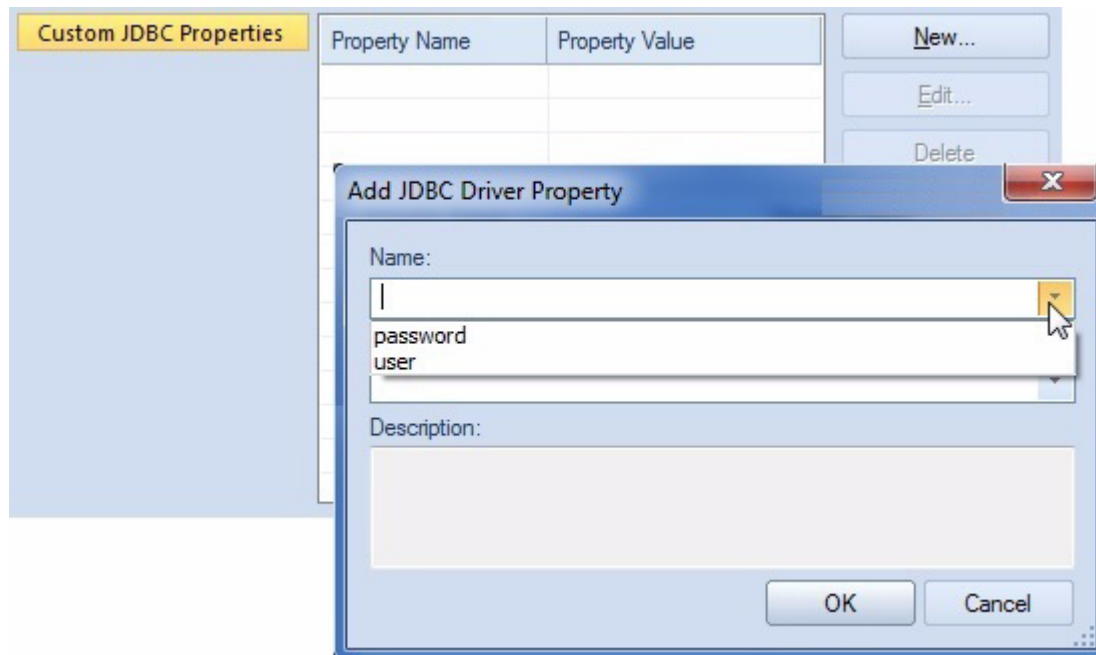 Custom JDBC Properties
Property Name
Property Value
New...
Edit...
Delete
Add JDBC Driver Property
Name:
password
user
Description:
OK
Cancel